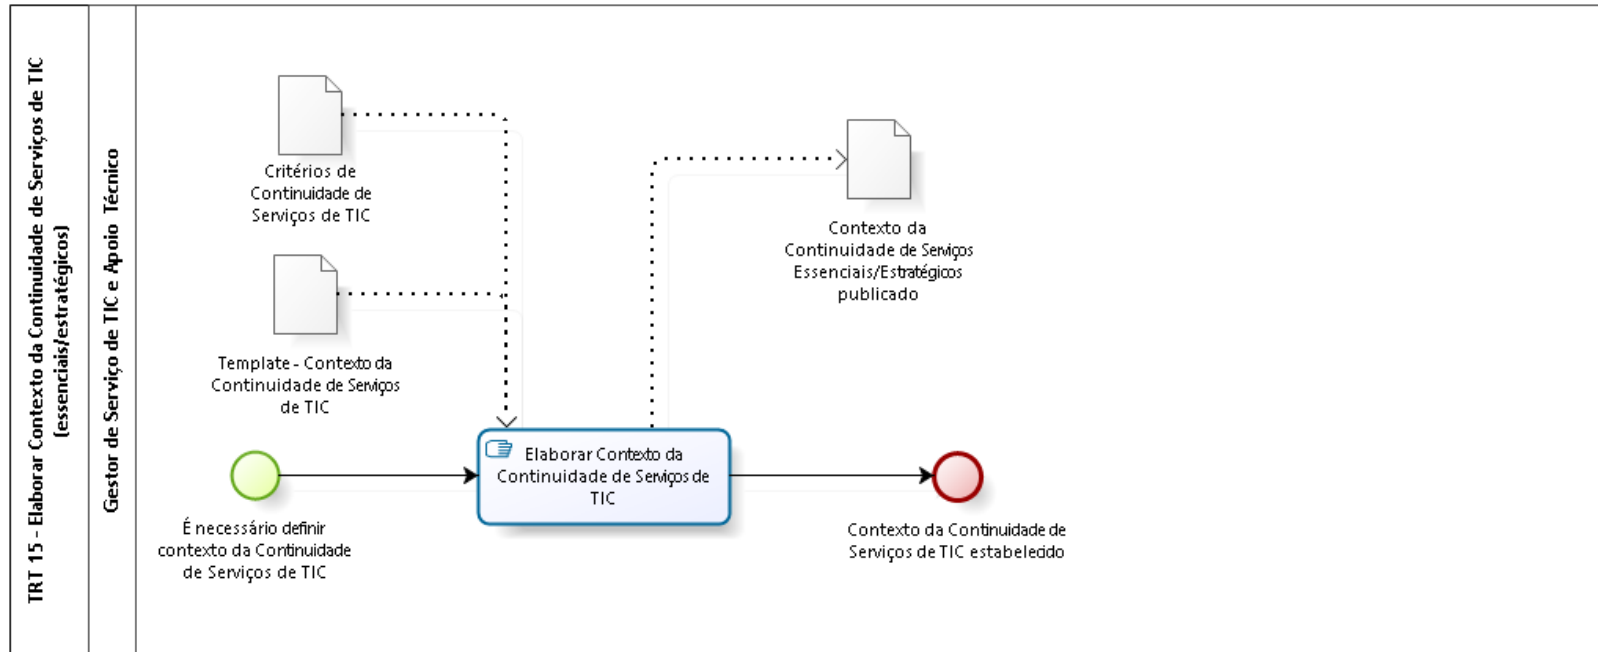 TRT 15 - Elaborar Contexto da Continuidade de Serviços de TIC
(essenciais/estratégicos)
Gestor de Serviço de TIC e Apoio Técnico
Critérios de
Continuidade de
Serviços de TIC
Template - Contexto da
Continuidade de Serviços
de TIC
Contexto da
Continuidade de Serviços
Essenciais/Estratégicos
publicado
É necessário definir
contexto da Continuidade
de Serviços de TIC
Elaborar Contexto da
Continuidade de Serviços de
TIC
Contexto da Continuidade de
Serviços de TIC estabelecido